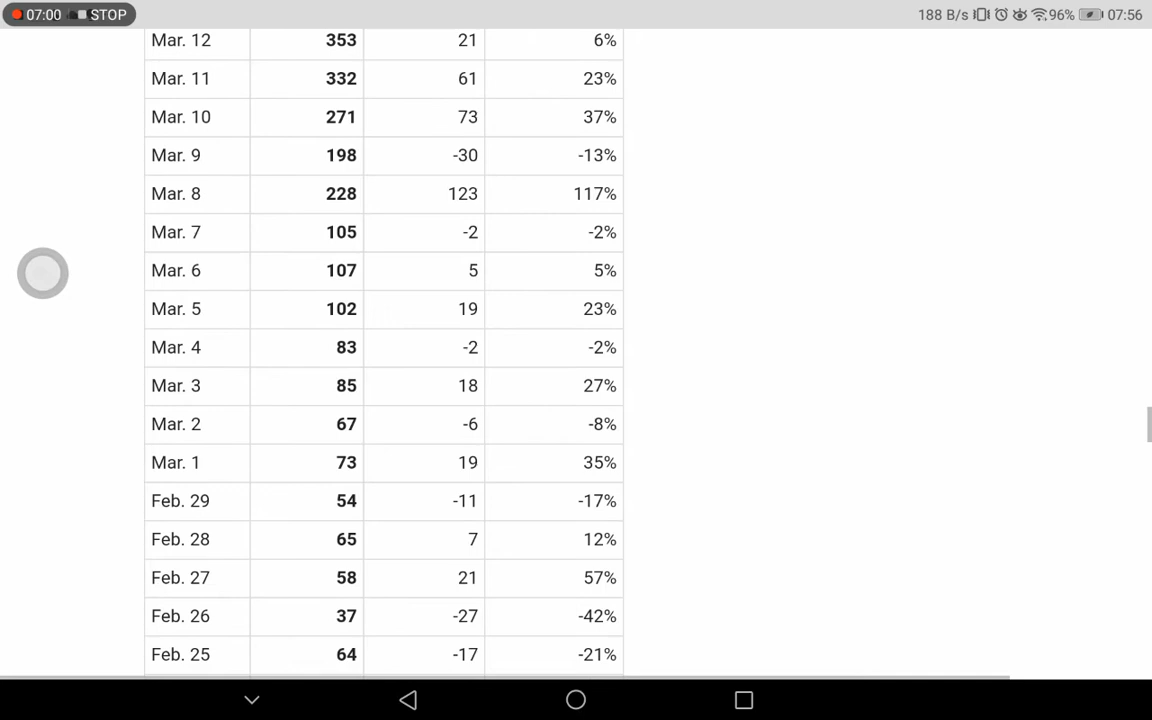 07:00 STOP 188 B/s 96% 07:56
Mar. 12 353 21 6%
Mar. 11 332 61 23%
Mar. 10 271 73 37%
Mar. 9 198 -30 -13%
Mar. 8 228 123 117%
Mar. 7 105 -2 -2%
Mar. 6 107 5 5%
Mar. 5 102 19 23%
Mar. 4 83 -2 -2%
Mar. 3 85 18 27%
Mar. 2 67 -6 -8%
Mar. 1 73 19 35%
Feb. 29 54 -11 -17%
Feb. 28 65 7 12%
Feb. 27 58 21 57%
Feb. 26 37 -27 -42%
Feb. 25 64 -17 -21%